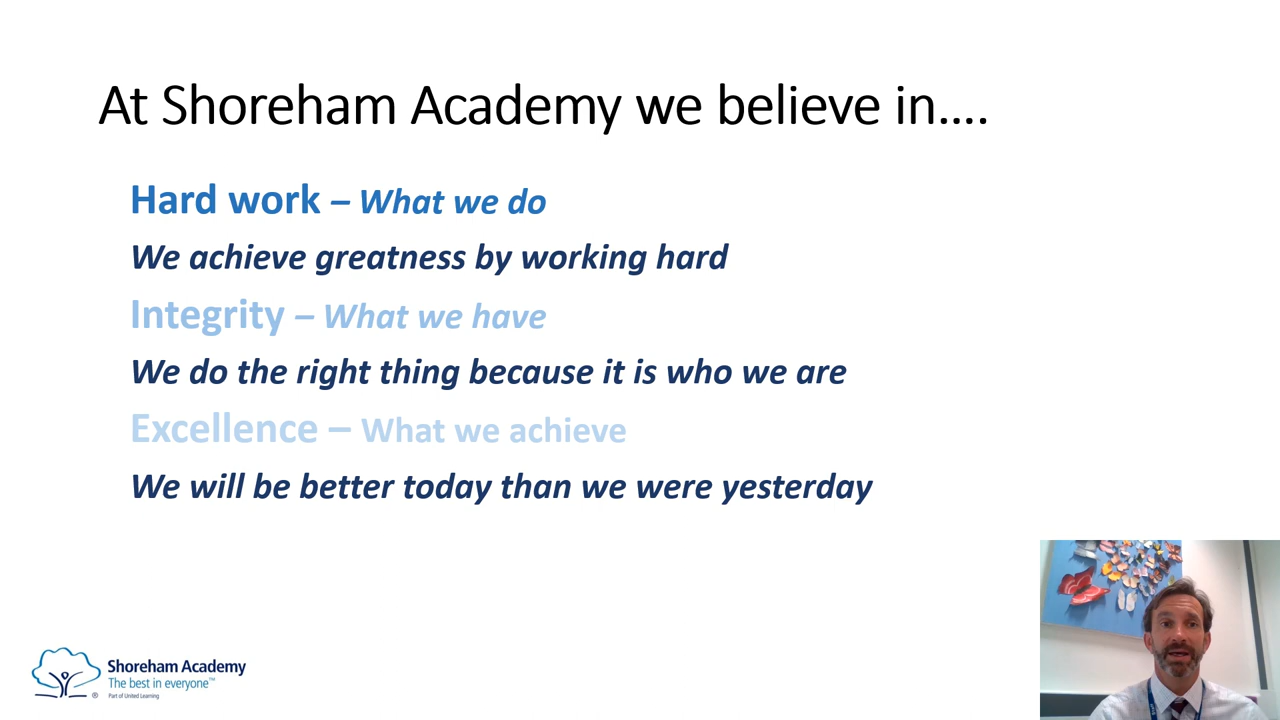 At Shoreham Academy we believe in….
Hard work – What we do
We achieve greatness by working hard
Integrity – What we have
We do the right thing because it is who we are
Excellence – What we achieve
We will be better today than we were yesterday
Shoreham Academy
The best in everyone™
Part of United Learning
®